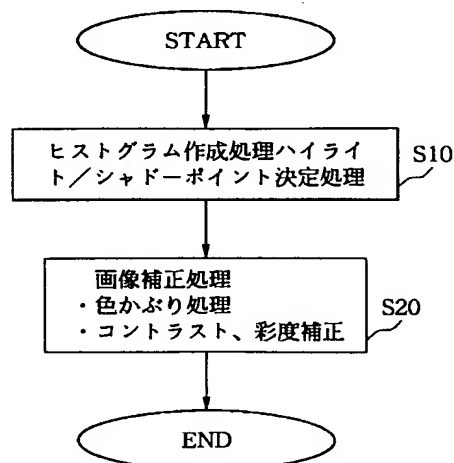 START
ヒストグラム作成処理ハイライ
ト／シャドーポイント決定処理
S10
画像補正処理
・色かぶり処理
・コントラスト、彩度補正
S20
END